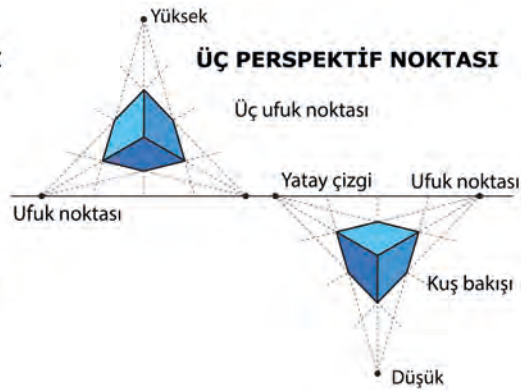 Yüksek
ÜÇ PERSPEKTİF NOKTASI
Üç ufuk noktası
Yatay çizgi
Ufuk noktası
Ufuk noktası
Kuş bakışı
Düşük